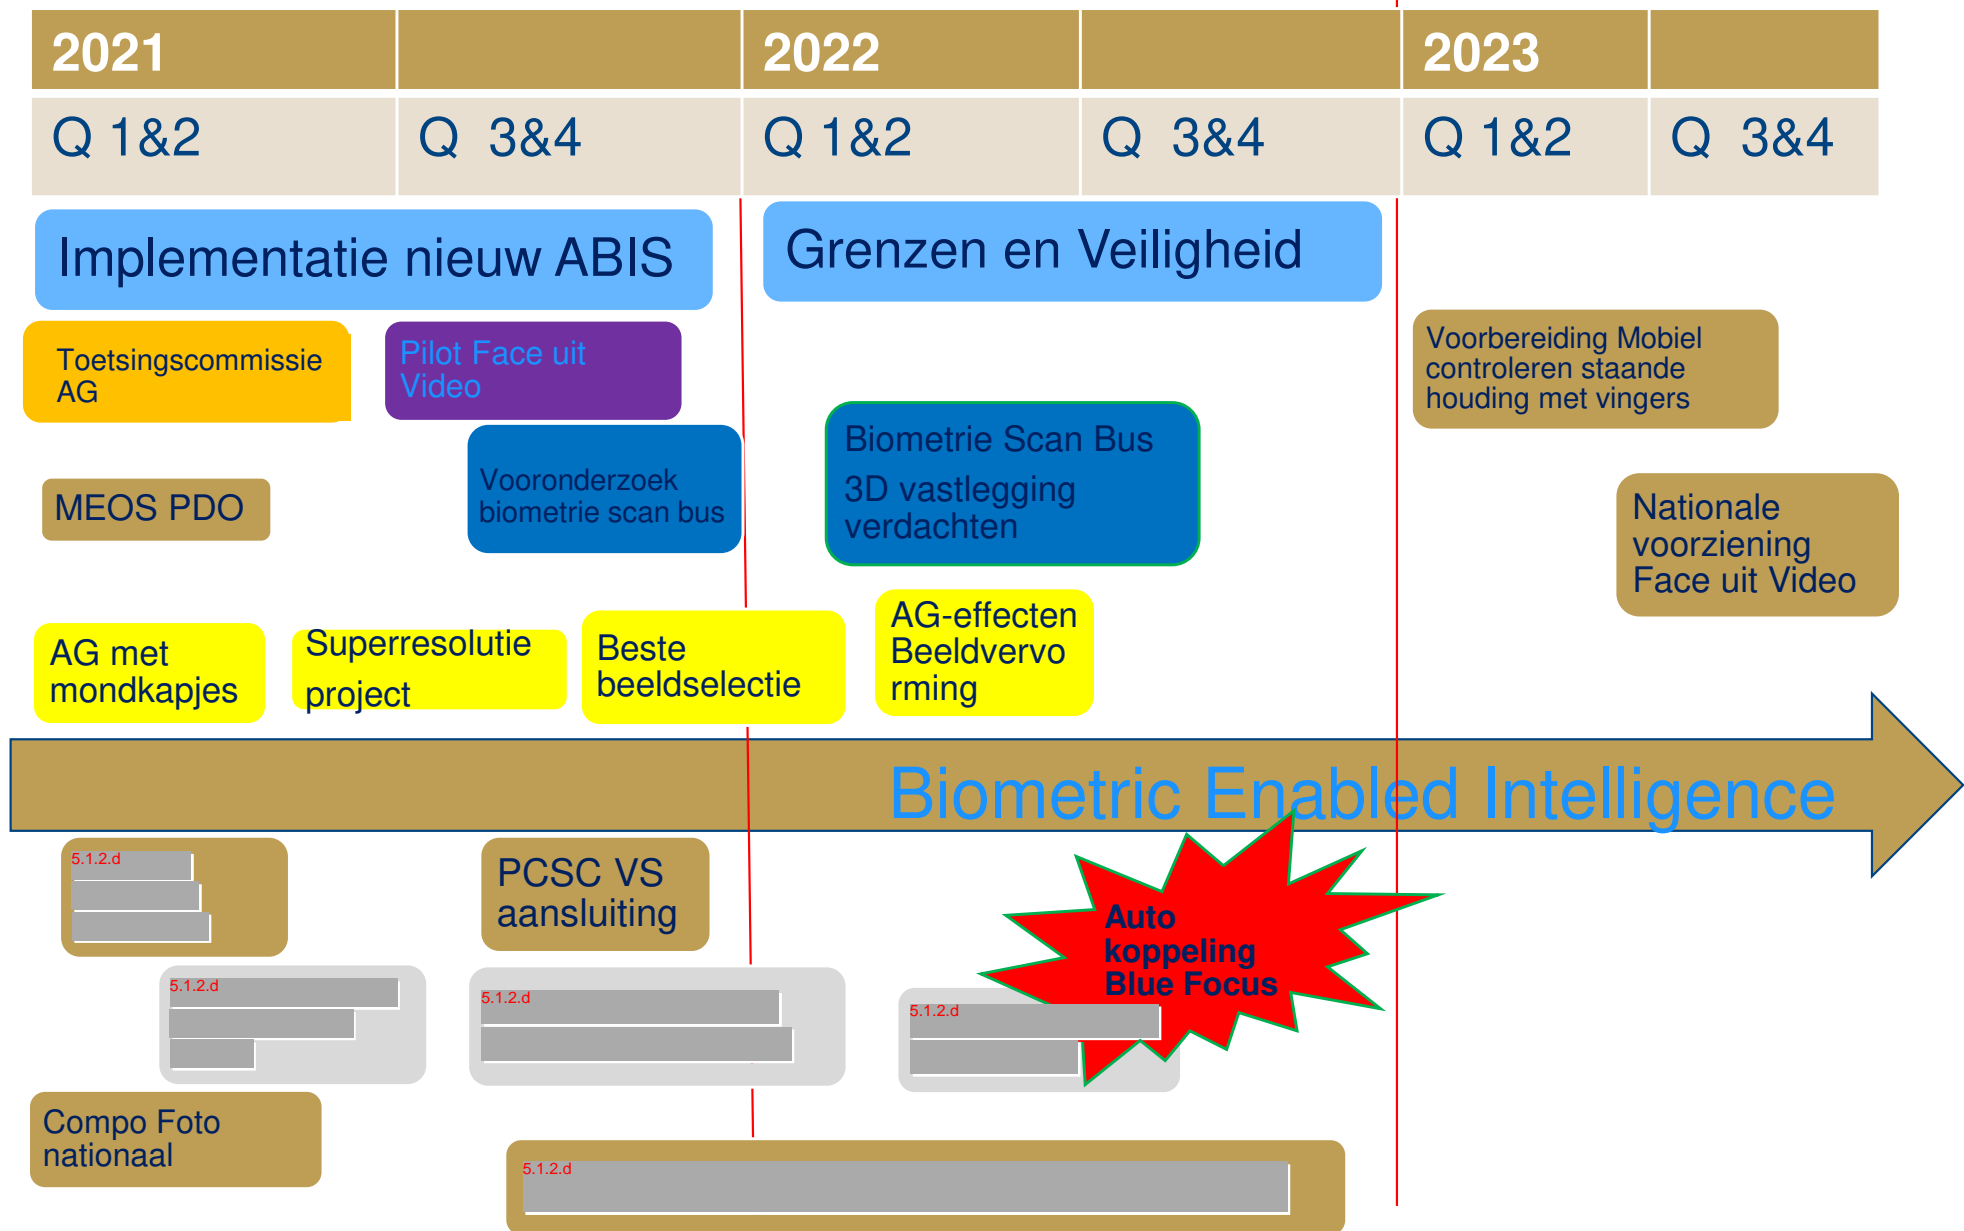 2021
2022
2023
Q 1&2
Q 3&4
Q 1&2
Q 3&4
Q 1&2
Q 3&4
Implementatie nieuw ABIS
Grenzen en Veiligheid
Toetsingscommissie
AG
Pilot Face uit
Video
Voorbereiding Mobiel
controleren staande
houding met vingers
MEOS PDO
Vooronderzoek
biometrie scan bus
Biometrie Scan Bus
3D vastlegging
verdachten
Nationale
voorziening
Face uit Video
AG met
mondkapjes
Superresolutie
project
Beste
beeldselectie
AG-effecten
Beeldvervo
rming
Biometric Enabled Intelligence
5.1.2.d
PCSC VS
aansluiting
Auto
koppeling
Blue Focus
5.1.2.d
5.1.2.d
5.1.2.d
Compo Foto
nationaal
5.1.2.d